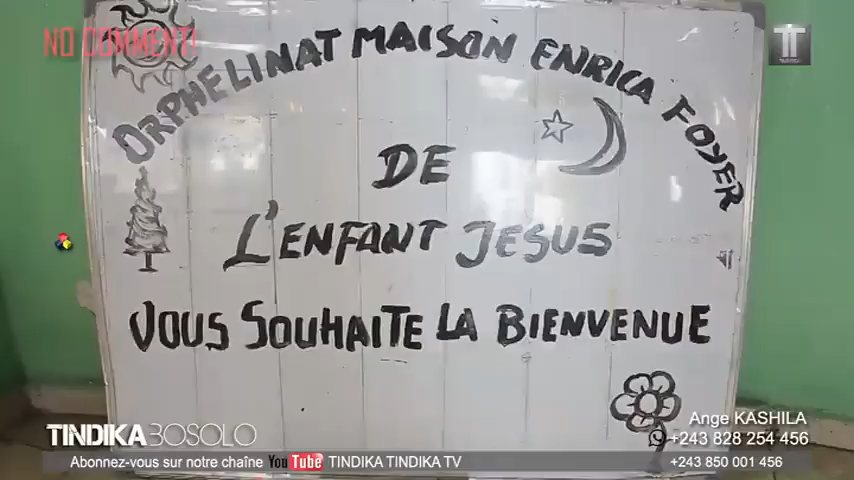 NO COMMENT!
TT
ORPHELINAT MAISON ENRICA FOYER
DE
L'ENFANT JESUS
VOUS SOUHAITE LA BIENVENUE
TINDIKA BOSOLO
Ange KASHILA
+243 828 254 456
Abonnez-vous sur notre chaîne YouTube TINDIKA TINDIKA TV
+243 850 001 456